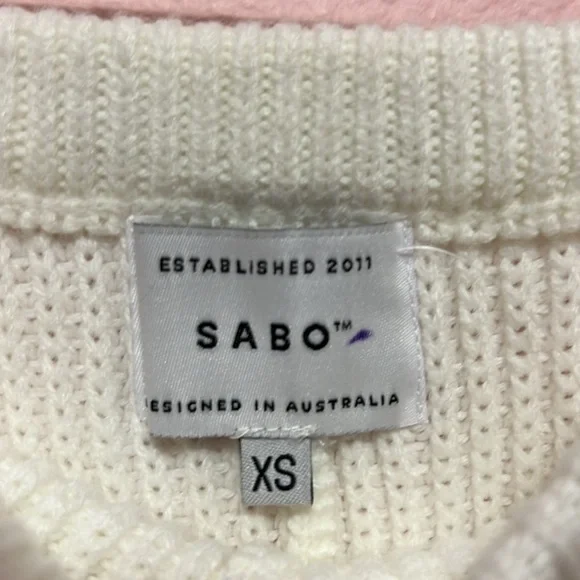 ESTABLISHED 2011
SABO™
ESIGNED IN AUSTRALIA
XS